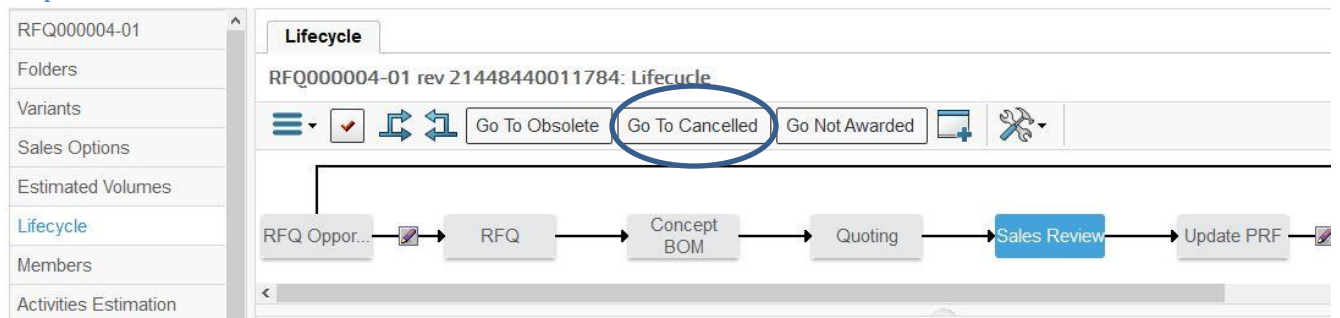 RFQ000004-01
Folders
Variants
Sales Options
Estimated Volumes
Lifecycle
Members
Activities Estimation
Lifecycle
RFQ000004-01 rev 21448440011784: Lifecycle
Go To Obsolete Go To Cancelled Go Not Awarded
RFQ Oppor... RFQ Concept BOM Quoting Sales Review Update PRF